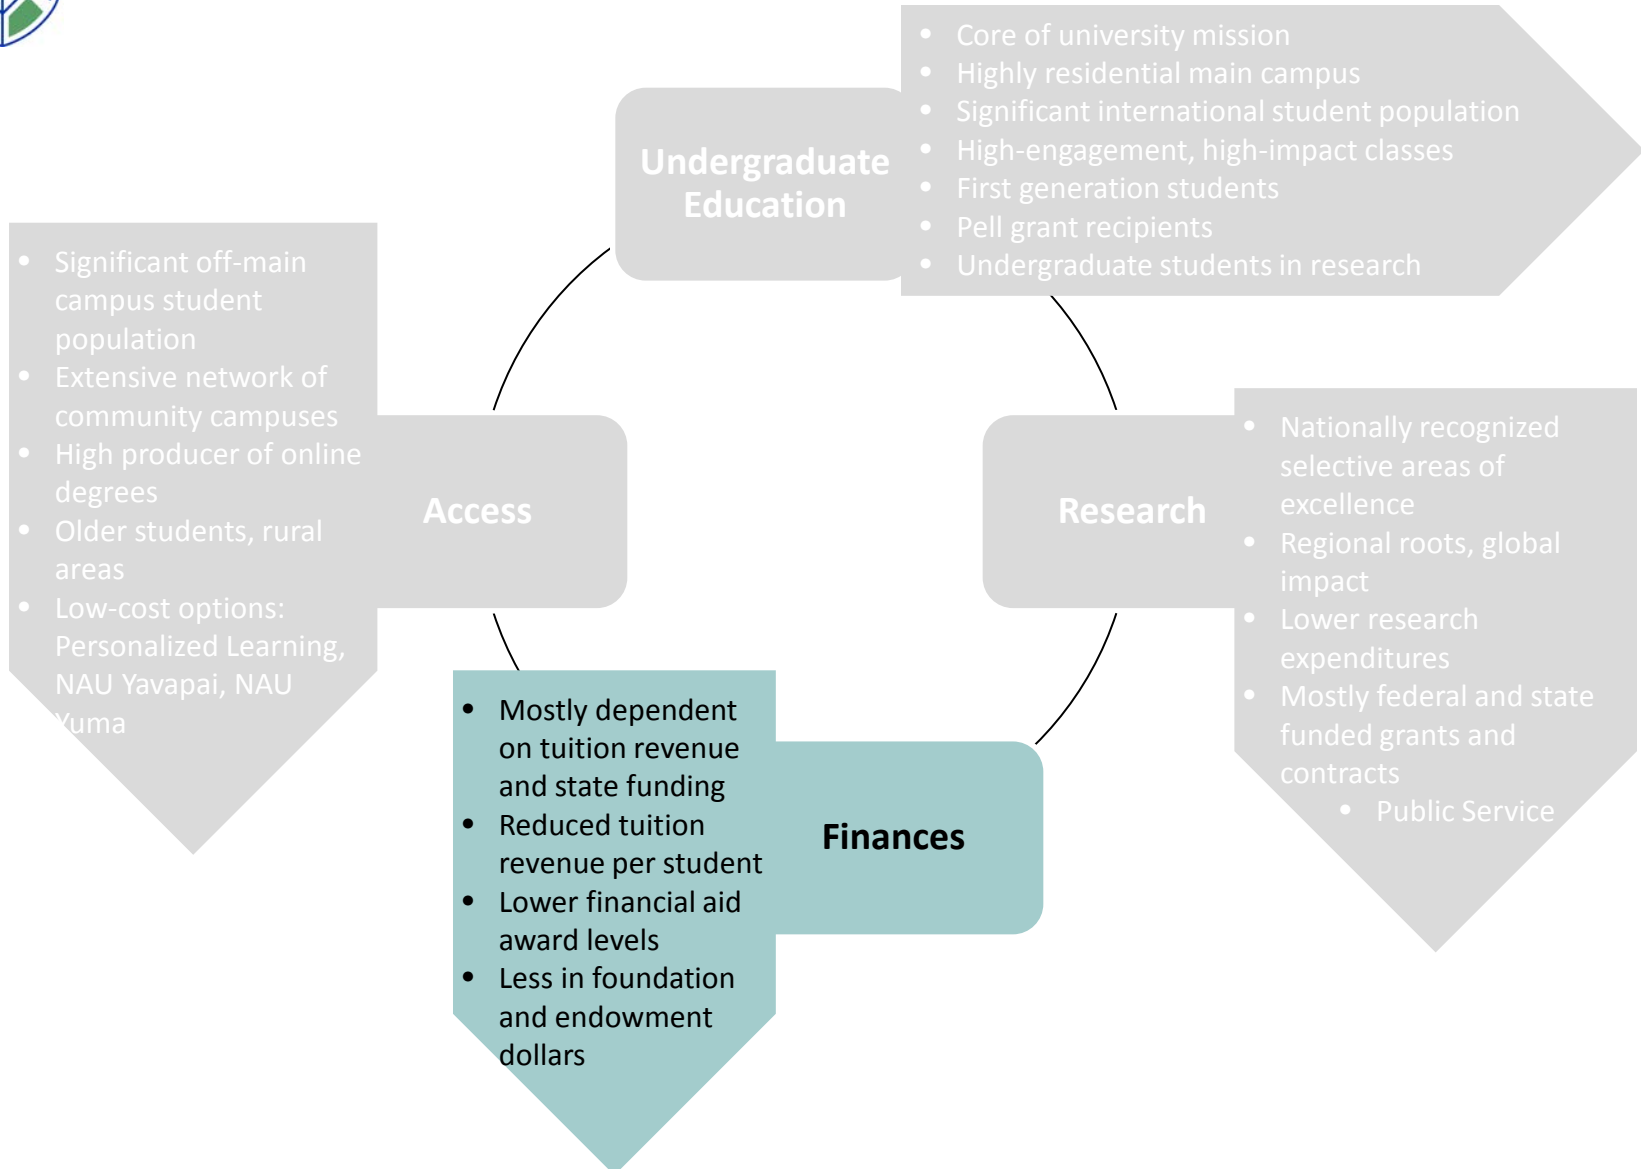 • Core of university mission
• Highly residential main campus
• Significant international student population
• High-engagement, high-impact classes
• First generation students
• Pell grant recipients
• Undergraduate students in research
Undergraduate
Education
• Significant off-main
campus student
population
• Extensive network of
community campuses
• High producer of online
degrees
• Older students, rural
areas
• Low-cost options:
Personalized Learning,
NAU Yavapai, NAU
Yuma
Access
Research
• Nationally recognized
selective areas of
excellence
• Regional roots, global
impact
• Lower research
expenditures
• Mostly federal and state
funded grants and
contracts
• Public Service
• Mostly dependent
on tuition revenue
and state funding
• Reduced tuition
revenue per student
• Lower financial aid
award levels
• Less in foundation
and endowment
dollars
Finances